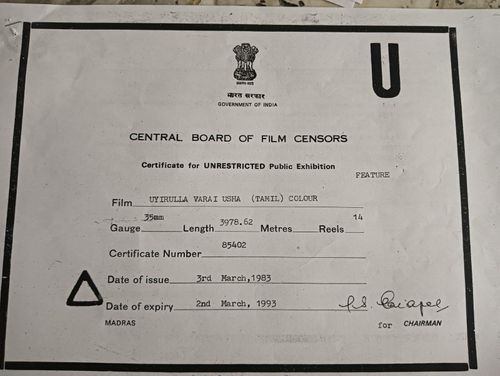 U
भारत सरकार
GOVERNMENT OF INDIA
CENTRAL BOARD OF FILM CENSORS
Certificate for UNRESTRICTED Public Exhibition
FEATURE
Film UYIRULLA VARAI USHA (TAMIL) COLOUR
Gauge 35mm Length 3978.62 Metres Reels 14
Certificate Number 85402
Date of issue 3rd March,1983
Date of expiry 2nd March, 1993
MADRAS for CHAIRMAN